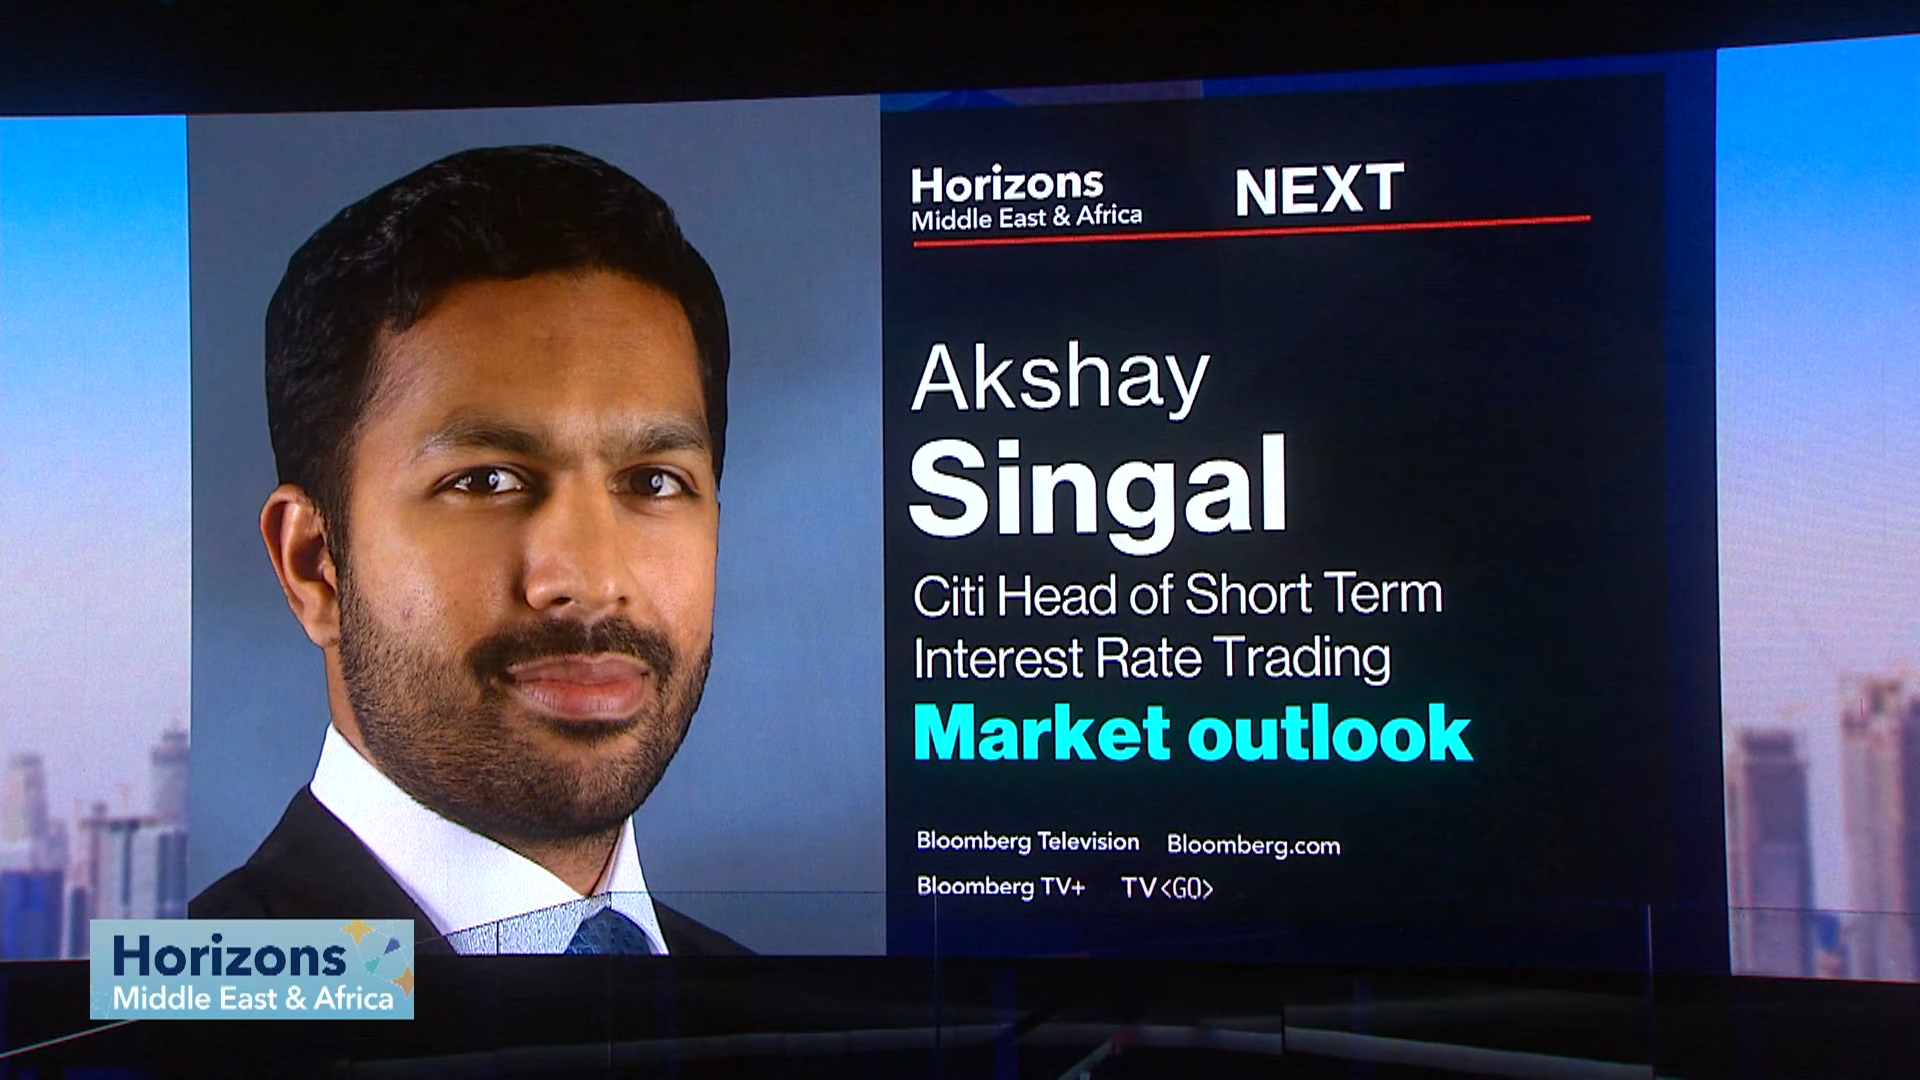 Horizons
Middle East & Africa
NEXT
Akshay
Singal
Citi Head of Short Term
Interest Rate Trading
Market outlook
Bloomberg Television Bloomberg.com
Bloomberg TV+ TV<GO>
Horizons
Middle East & Africa